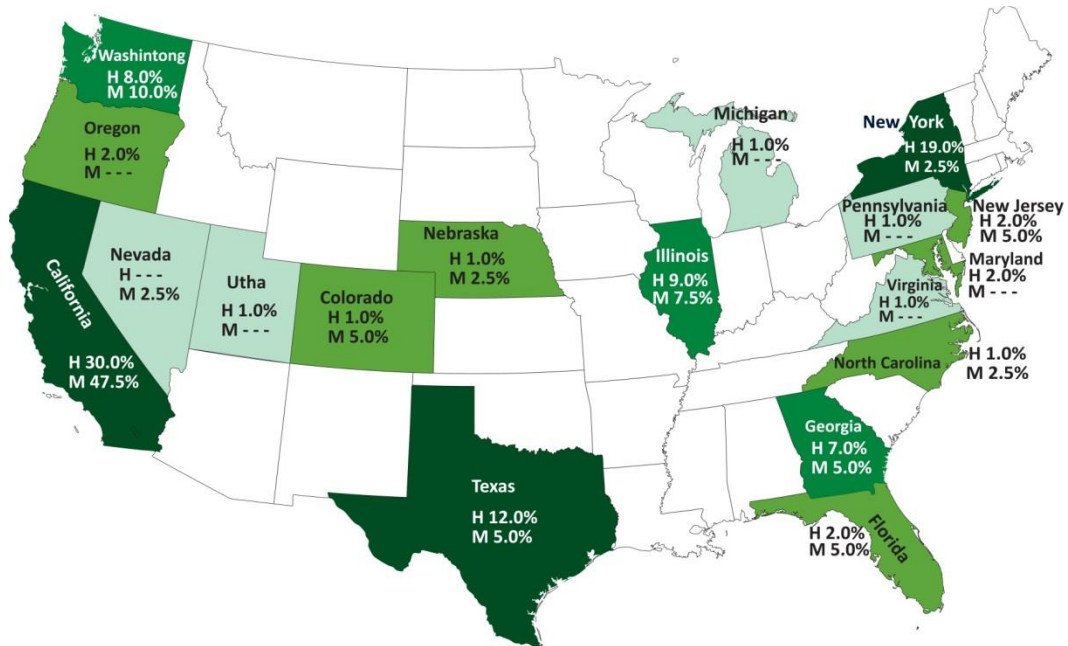 Washintong
H 8.0%
M 10.0%
Oregon
H 2.0%
M - - -
California
H 30.0%
M 47.5%
Nevada
H - - -
M 2.5%
Utha
H 1.0%
M - - -
Colorado
H 1.0%
M 5.0%
Nebraska
H 1.0%
M 2.5%
Texas
H 12.0%
M 5.0%
Illinois
H 9.0%
M 7.5%
Michigan
H 1.0%
M - - -
New York
H 19.0%
M 2.5%
Pennsylvania
H 1.0%
M - - -
New Jersey
H 2.0%
M 5.0%
Maryland
H 2.0%
M - - -
Virginia
H 1.0%
M - - -
North Carolina
H 1.0%
M 2.5%
Georgia
H 7.0%
M 5.0%
Florida
H 2.0%
M 5.0%